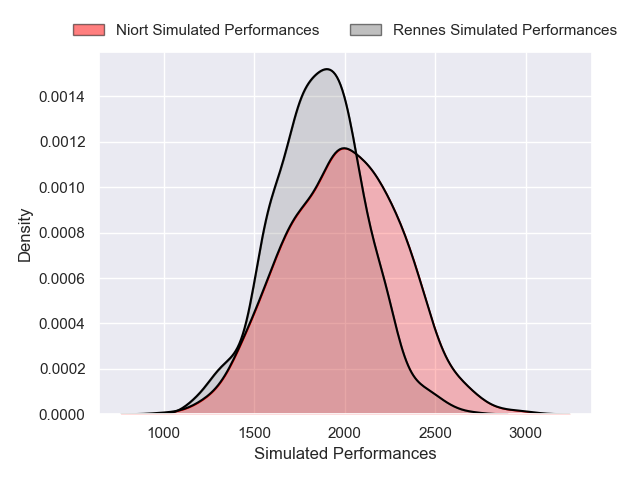 Niort Simulated Performances Rennes Simulated Performances
0.0014
0.0012
0.0010
0.0008
0.0006
0.0004
0.0002
0.0000
Density
1000 1500 2000 2500 3000
Simulated Performances